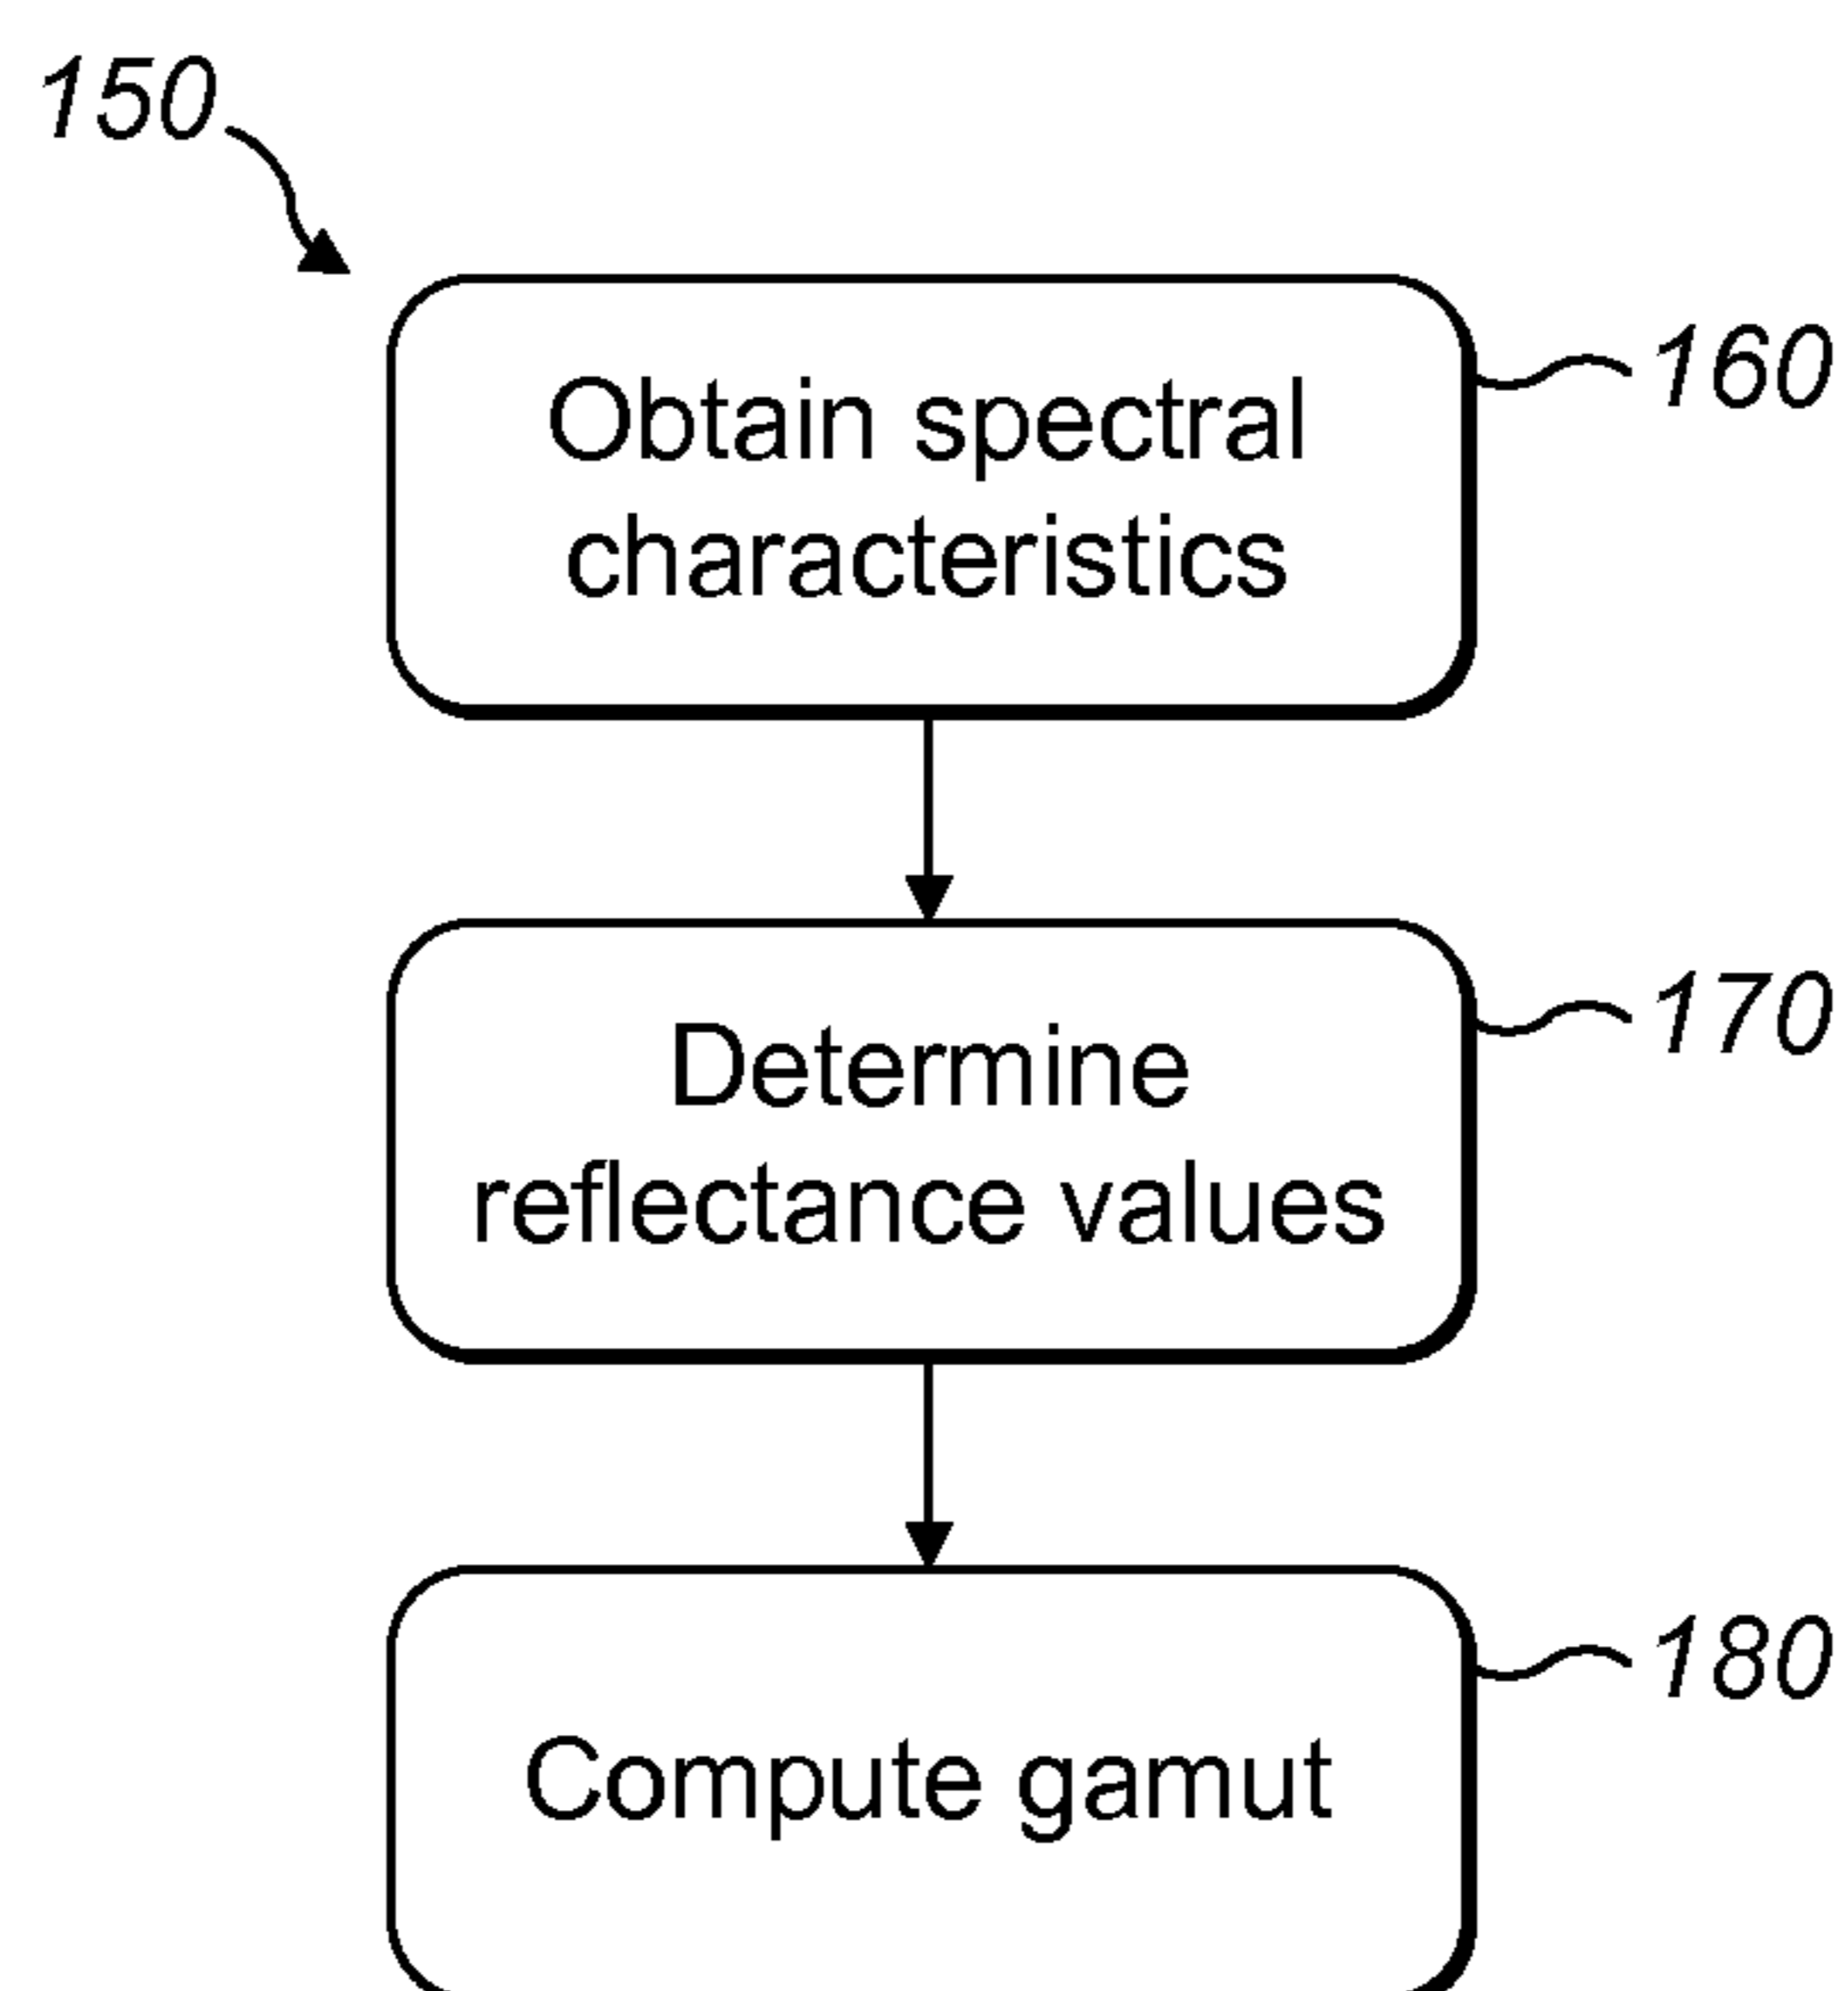 150
Obtain spectral
characteristics
160
Determine
reflectance values
170
Compute gamut
180